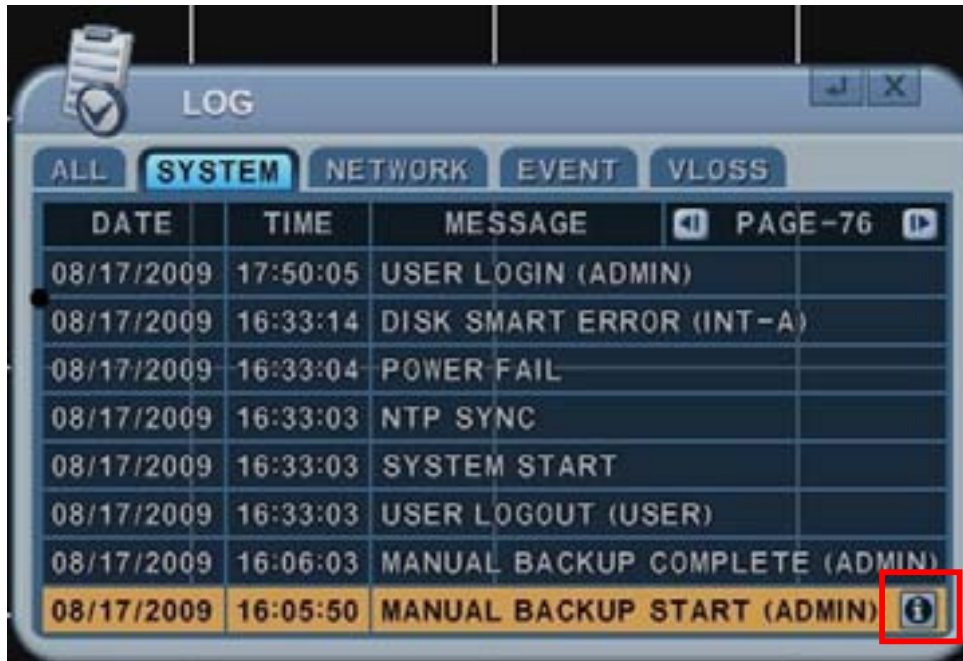 LOG
ALL SYSTEM NETWORK EVENT VLOSS
DATE TIME MESSAGE PAGE-76
08/17/2009 17:50:05 USER LOGIN (ADMIN)
08/17/2009 16:33:14 DISK SMART ERROR (INT-A)
08/17/2009 16:33:04 POWER FAIL
08/17/2009 16:33:03 NTP SYNC
08/17/2009 16:33:03 SYSTEM START
08/17/2009 16:33:03 USER LOGOUT (USER)
08/17/2009 16:06:03 MANUAL BACKUP COMPLETE (ADMIN)
08/17/2009 16:05:50 MANUAL BACKUP START (ADMIN)